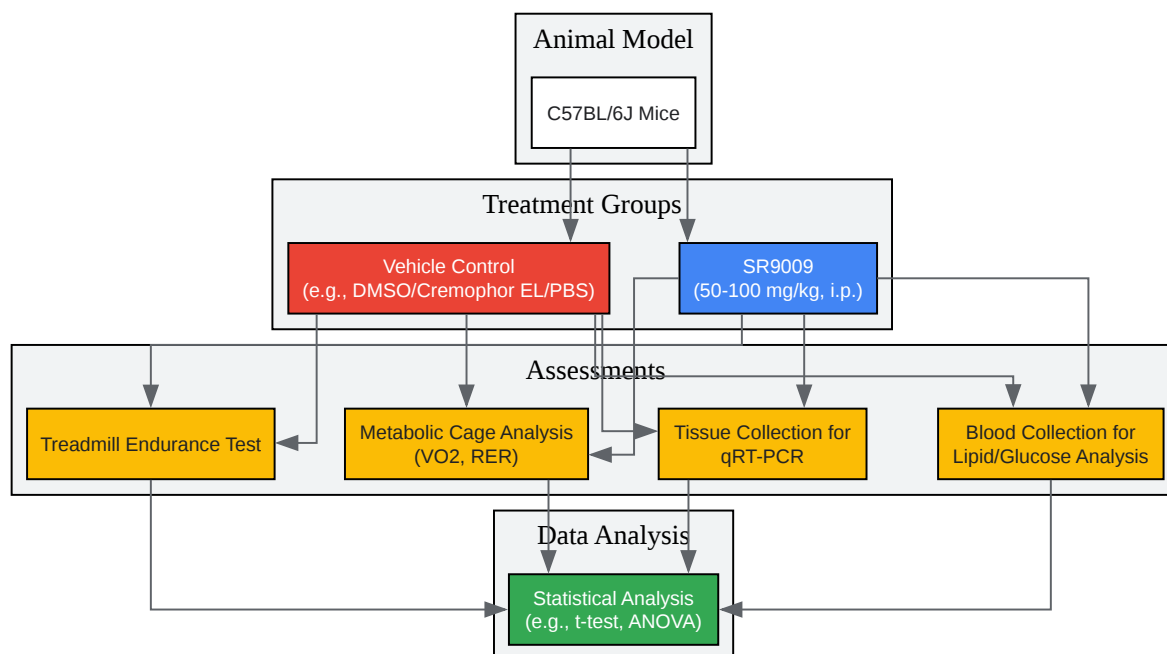 Animal Model
C57BL/6J Mice
Treatment Groups
Vehicle Control
(e.g., DMSO/Cremophor EL/PBS)
SR9009
(50-100 mg/kg, i.p.)
Assessments
Treadmill Endurance Test
Metabolic Cage Analysis
(VO2, RER)
Tissue Collection for
qRT-PCR
Blood Collection for
Lipid/Glucose Analysis
Data Analysis
Statistical Analysis
(e.g., t-test, ANOVA)